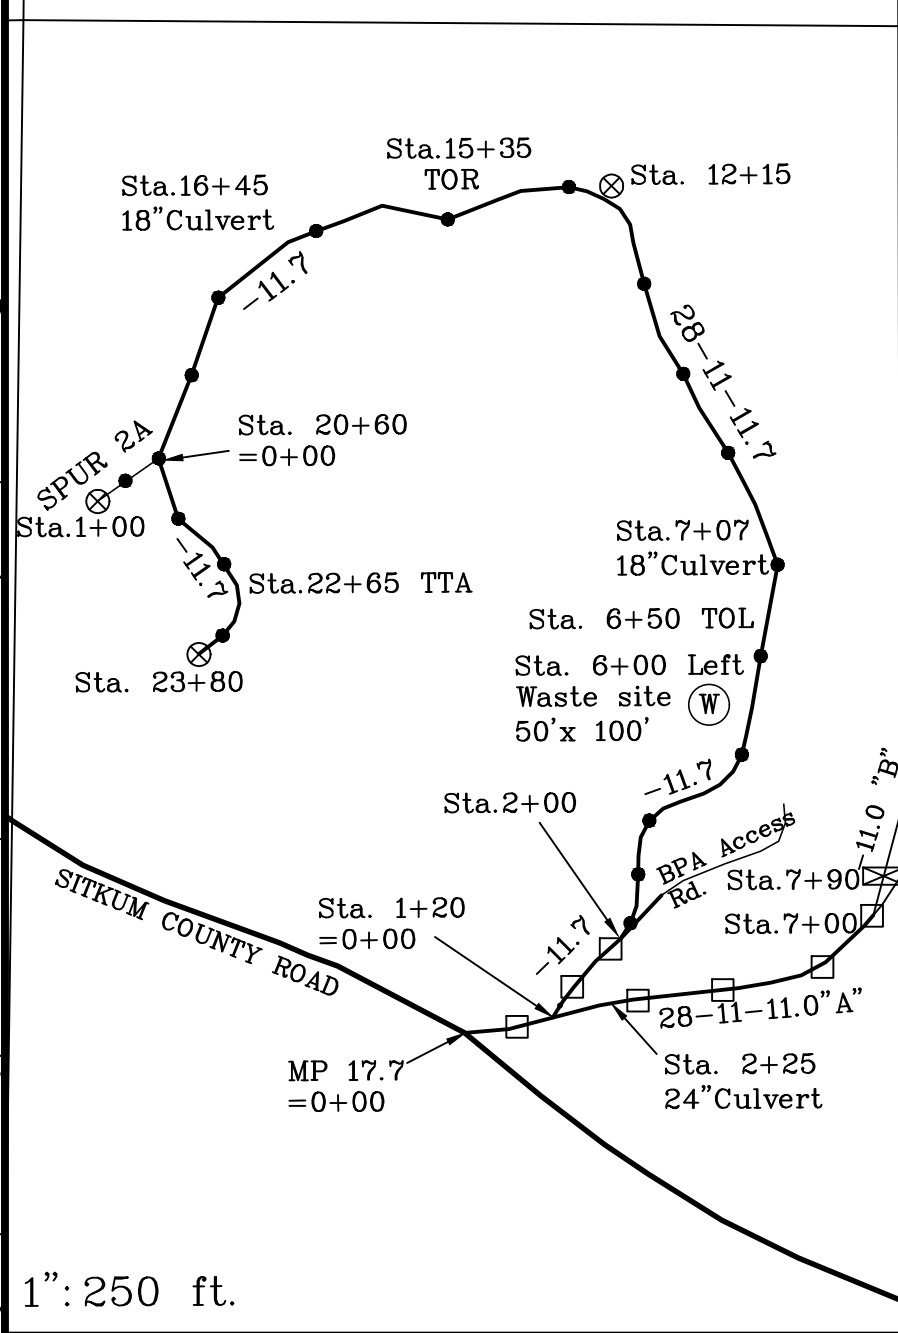 Sta.15+35
TOR
Sta. 12+15
Sta.16+45
18"Culvert
-11.7
28-11-11.7
SPUR 2A
Sta. 20+60
=0+00
Sta.1+00
-11.7
Sta.22+65 TTA
Sta. 23+80
Sta.7+07
18"Culvert
Sta. 6+50 TOL
Sta. 6+00 Left
Waste site
50'x 100'
W
-11.7
Sta.2+00
BPA Access
Rd.
-11.0 "B"
Sta.7+90
Sta.7+00
SITKUM COUNTY ROAD
Sta. 1+20
=0+00
-11.7
28-11-11.0"A"
MP 17.7
=0+00
Sta. 2+25
24"Culvert
1":250 ft.